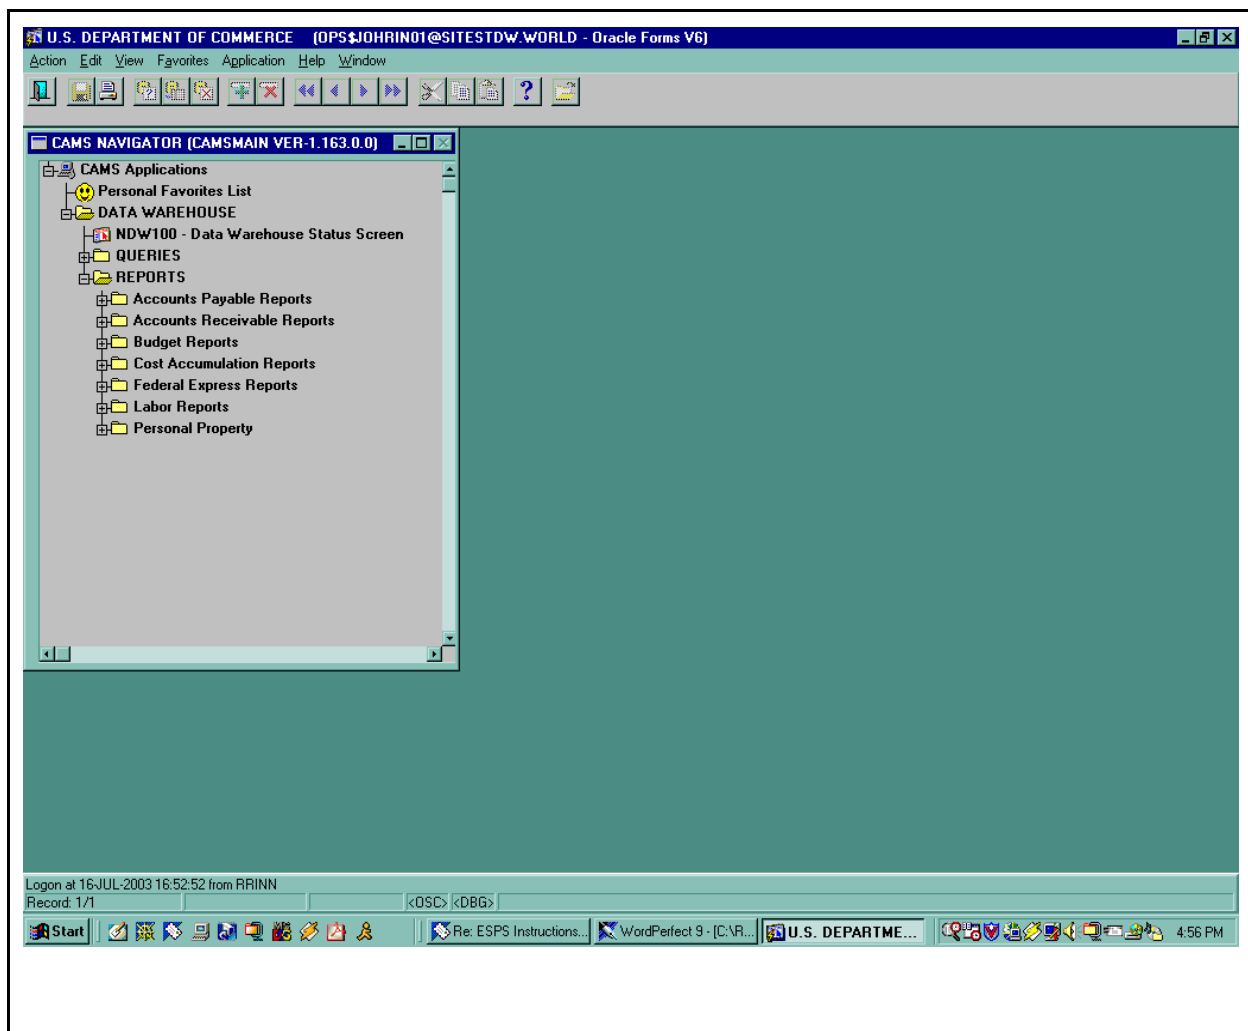 U.S. DEPARTMENT OF COMMERCE (OPS$JOHRIN01@SITESTDW.WORLD - Oracle Forms V6)
Action Edit View Favorites Application Help Window
CAMS NAVIGATOR (CAMSMAIN VER-1.163.0.0)
CAMS Applications
Personal Favorites List
DATA WAREHOUSE
NDW100 - Data Warehouse Status Screen
QUERIES
REPORTS
Accounts Payable Reports
Accounts Receivable Reports
Budget Reports
Cost Accumulation Reports
Federal Express Reports
Labor Reports
Personal Property
Logon at 16-JUL-2003 16:52:52 from RRINN
Record: 1/1 <OSC> <DBG>
Start Re: ESPS Instructions... WordPerfect 9 - [C:\R... U.S. DEPARTME... 4:56 PM